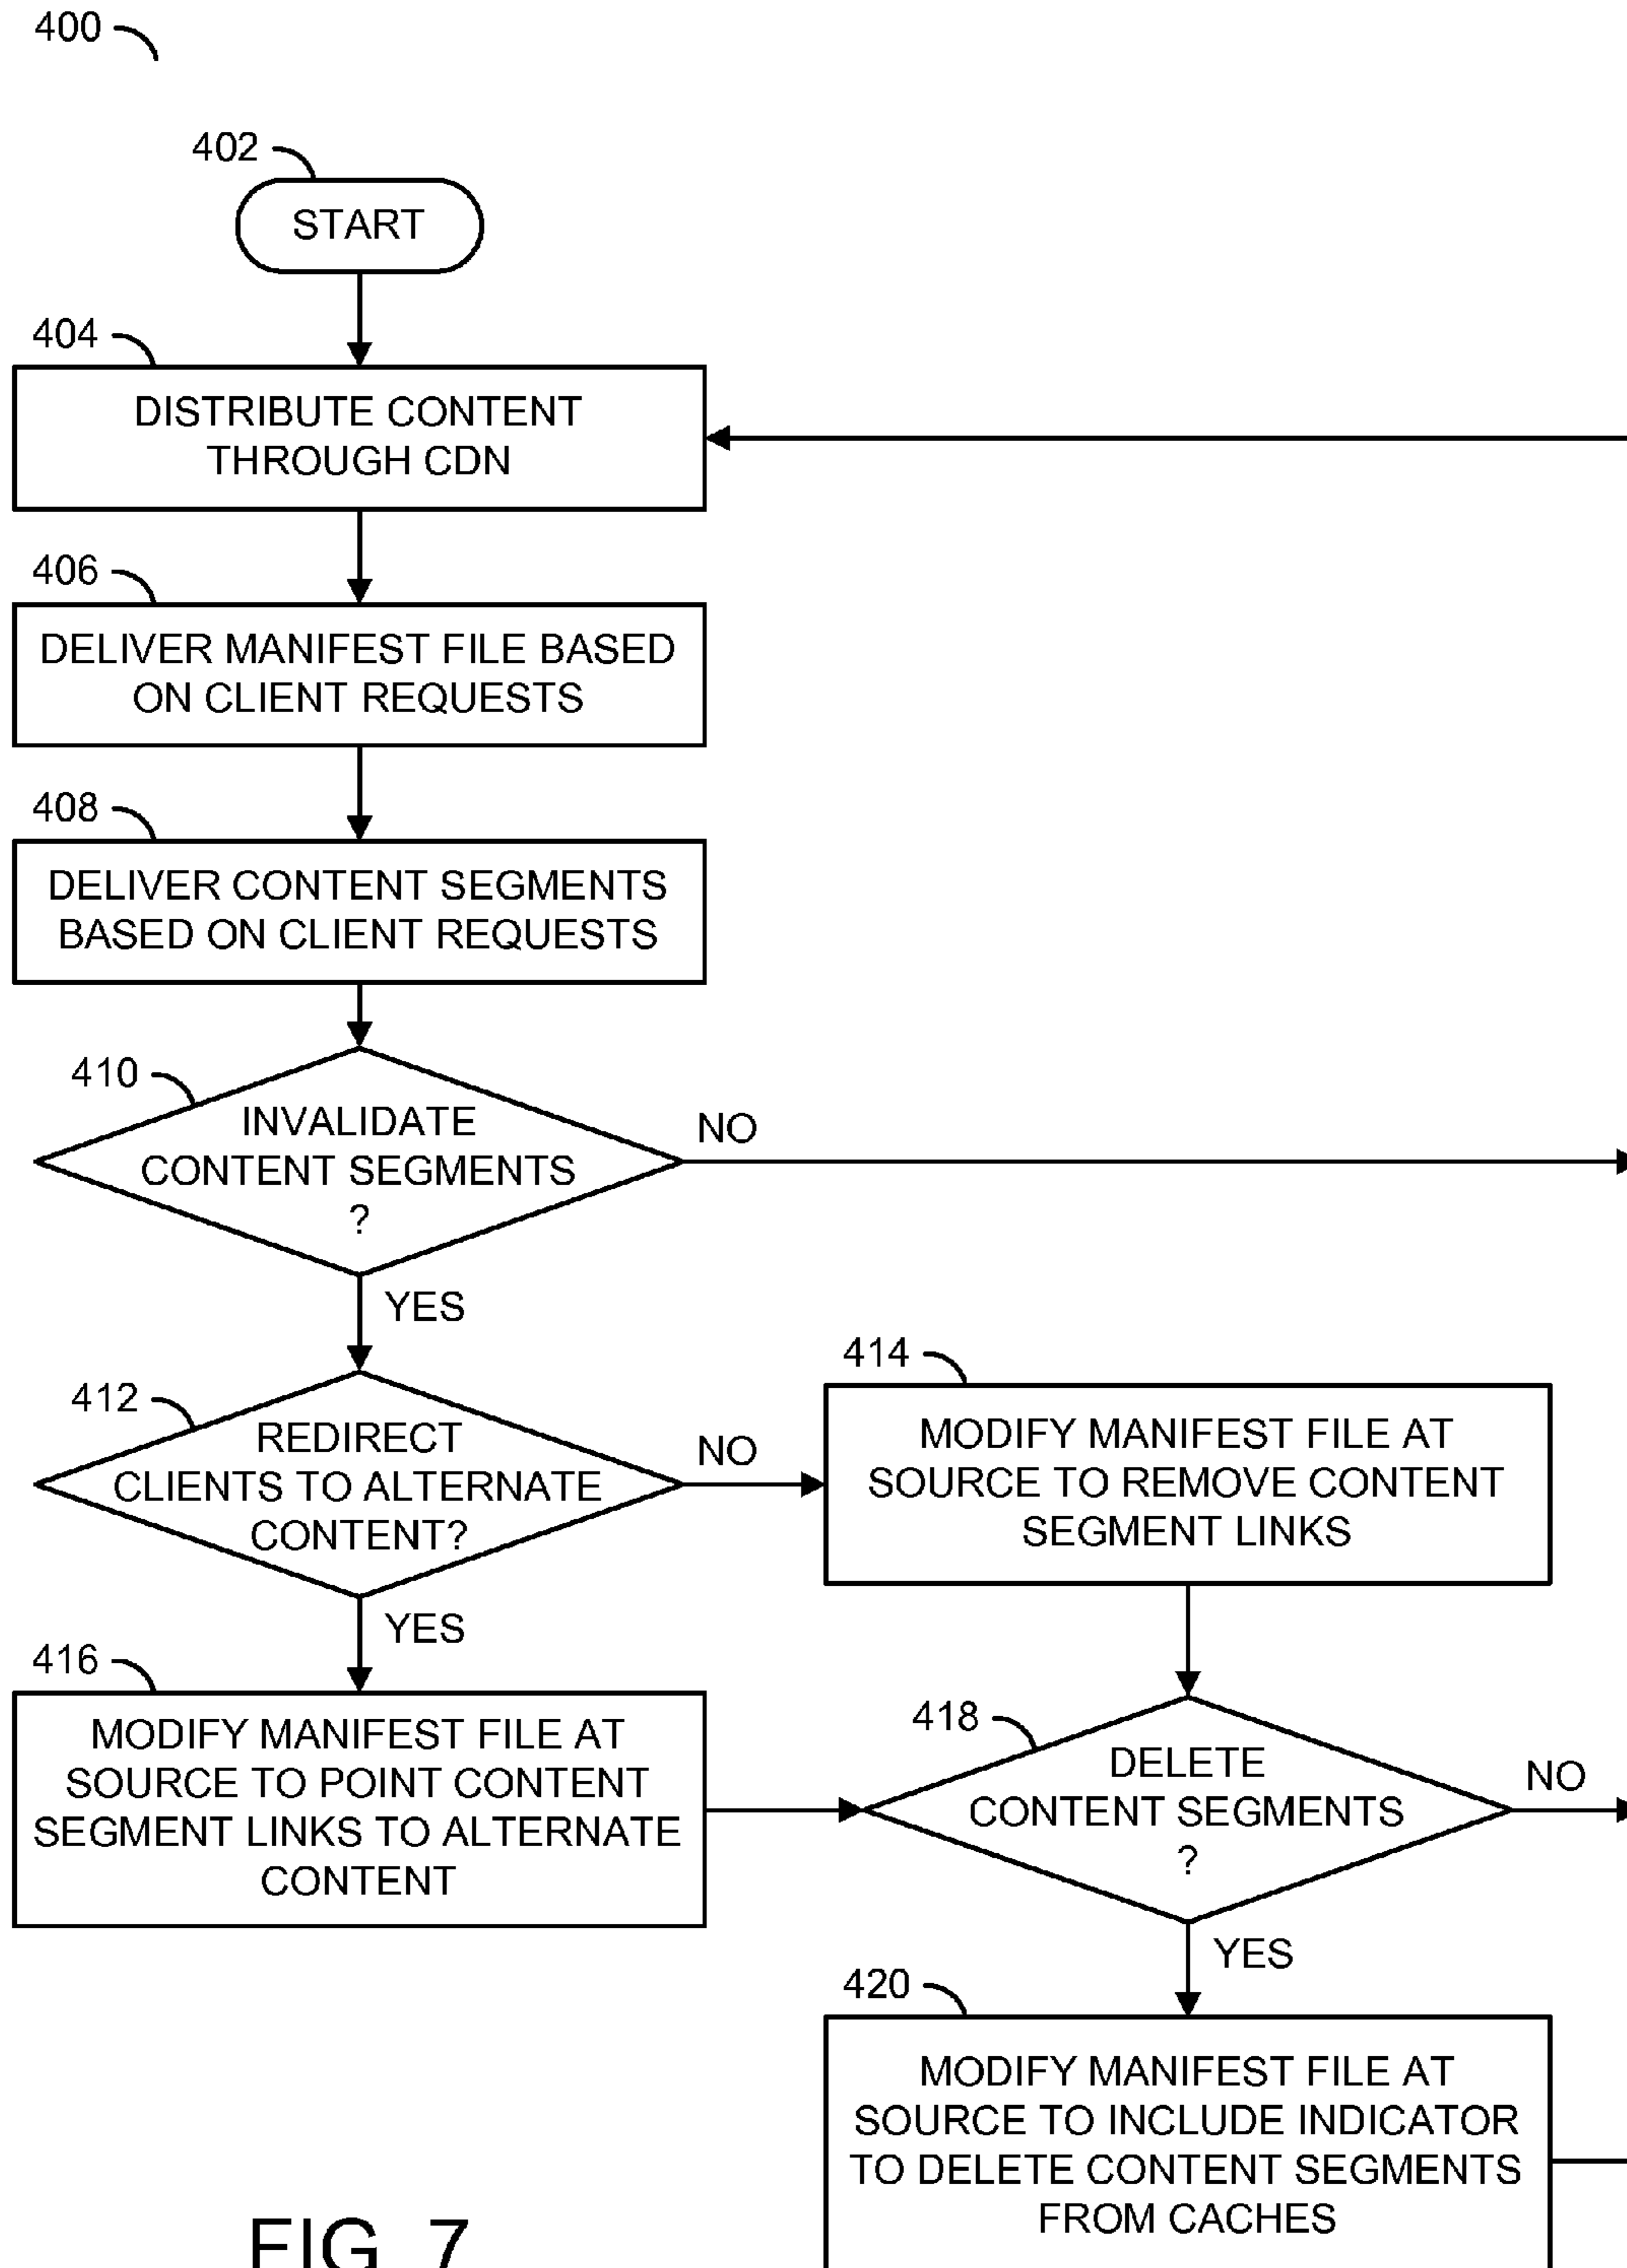 400
402
START
404
DISTRIBUTE CONTENT
THROUGH CDN
406
DELIVER MANIFEST FILE BASED
ON CLIENT REQUESTS
408
DELIVER CONTENT SEGMENTS
BASED ON CLIENT REQUESTS
410
INVALIDATE
CONTENT SEGMENTS
?
NO
YES
412
REDIRECT
CLIENTS TO ALTERNATE
CONTENT?
NO
YES
414
MODIFY MANIFEST FILE AT
SOURCE TO REMOVE CONTENT
SEGMENT LINKS
416
MODIFY MANIFEST FILE AT
SOURCE TO POINT CONTENT
SEGMENT LINKS TO ALTERNATE
CONTENT
418
DELETE
CONTENT SEGMENTS
?
NO
YES
420
MODIFY MANIFEST FILE AT
SOURCE TO INCLUDE INDICATOR
TO DELETE CONTENT SEGMENTS
FROM CACHES
FIG. 7